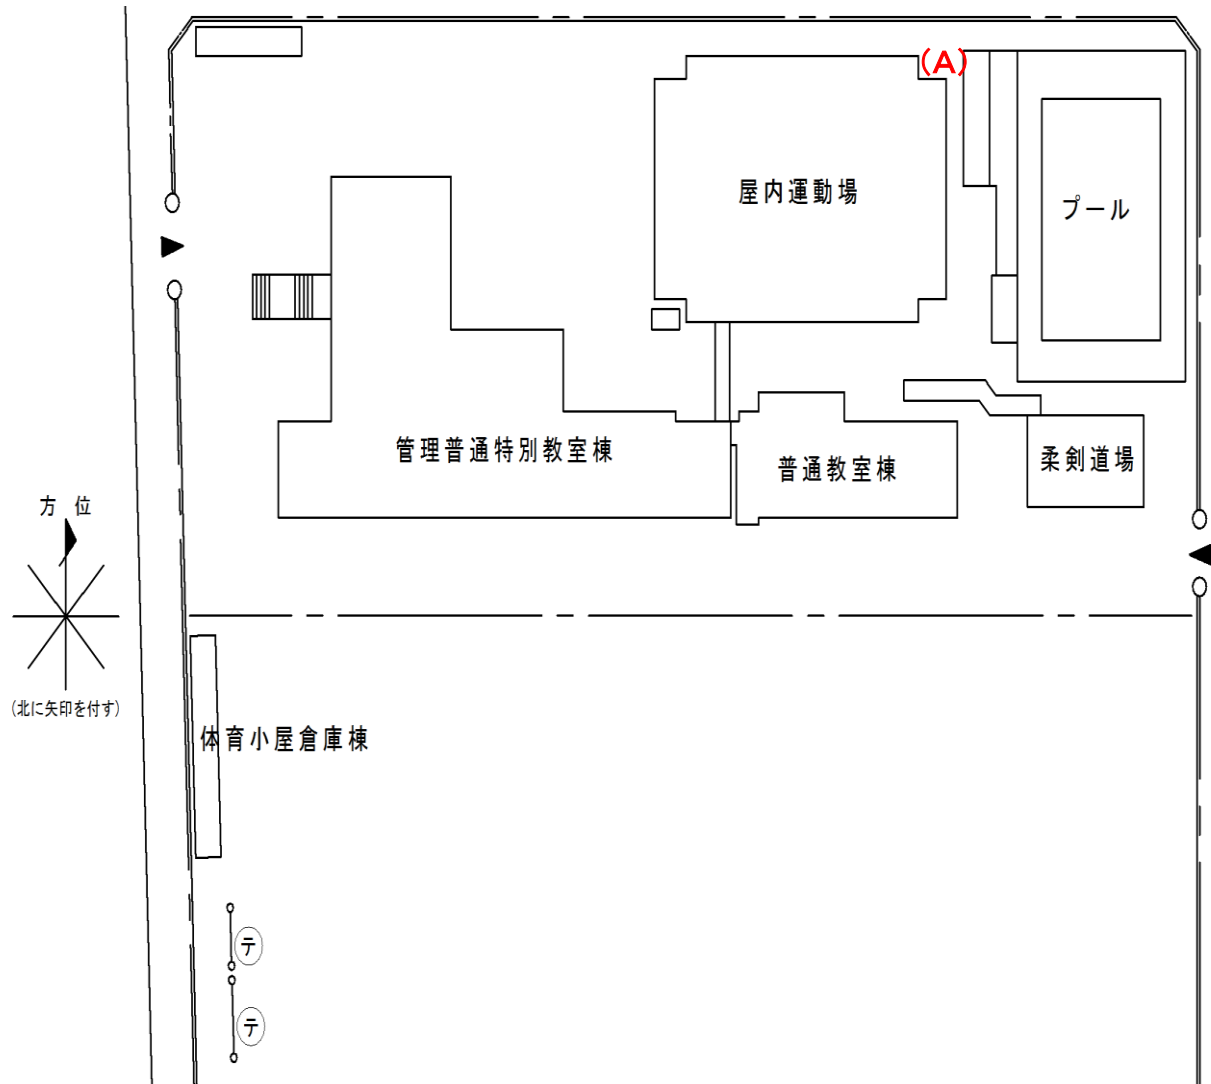 (A)
屋内運動場
プール
管理普通特別教室棟
普通教室棟
柔剣道場
方 位
(北に矢印を付す)
体育小屋倉庫棟
テ
テ